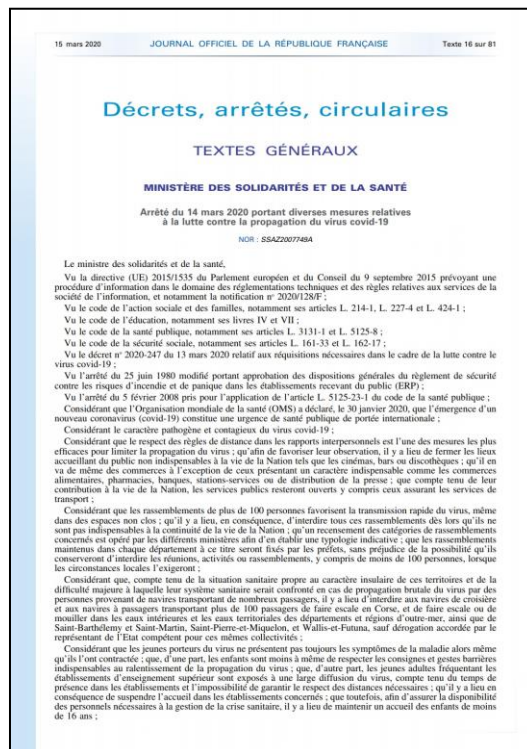 15 mars 2020
JOURNAL OFFICIEL DE LA RÉPUBLIQUE FRANÇAISE
Texte 16 sur 81
Décrets, arrêtés, circulaires
TEXTES GÉNÉRAUX
MINISTÈRE DES SOLIDARITÉS ET DE LA SANTÉ
Arrêté du 14 mars 2020 portant diverses mesures relatives
à la lutte contre la propagation du virus covid-19
NOR : SSAZ2007749A
Le ministre des solidarités et de la santé,
Vu la directive (UE) 2015/1535 du Parlement européen et du Conseil du 9 septembre 2015 prévoyant une
procédure d'information dans le domaine des réglementations techniques et des règles relatives aux services de la
société de l'information, et notamment la notification n° 2020/128/F ;
Vu le code de l'action sociale et des familles, notamment ses articles L. 214-1, L. 227-4 et L. 424-1 ;
Vu le code de l'éducation, notamment ses livres IV et VII ;
Vu le code de la santé publique, notamment ses articles L. 3131-1 et L. 5125-8 ;
Vu le code de la sécurité sociale, notamment ses articles L. 161-33 et L. 162-17 ;
Vu le décret n° 2020-247 du 13 mars 2020 relatif aux réquisitions nécessaires dans le cadre de la lutte contre le
virus covid-19 ;
Vu l'arrêté du 25 juin 1980 modifié portant approbation des dispositions générales du règlement de sécurité
contre les risques d'incendie et de panique dans les établissements recevant du public (ERP) ;
Vu l'arrêté du 5 février 2008 pris pour l'application de l'article L. 5125-23-1 du code de la santé publique ;
Considérant que l'Organisation mondiale de la santé (OMS) a déclaré, le 30 janvier 2020, que l'émergence d'un
nouveau coronavirus (covid-19) constitue une urgence de santé publique de portée internationale ;
Considérant le caractère pathogène et contagieux du virus covid-19 ;
Considérant que le respect des règles de distance dans les rapports interpersonnels est l'une des mesures les plus
efficaces pour limiter la propagation du virus ; qu'afin de favoriser leur observation, il y a lieu de fermer les lieux
accueillant du public non indispensables à la vie de la Nation tels que les cinémas, bars ou discothèques ; qu'il en
va de même des commerces à l'exception de ceux présentant un caractère indispensable comme les commerces
alimentaires, pharmacies, banques, stations-services ou de distribution de la presse ; que compte tenu de leur
contribution à la vie de la Nation, les services publics resteront ouverts y compris ceux assurant les services de
transport ;
Considérant que les rassemblements de plus de 100 personnes favorisent la transmission rapide du virus, même
dans des espaces non clos ; qu'il y a lieu, en conséquence, d'interdire tous ces rassemblements dès lors qu'ils ne
sont pas indispensables à la continuité de la vie de la Nation ; qu'un recensement des catégories de rassemblements
concernés est opéré par les différents ministères afin d'en établir une typologie indicative ; que les rassemblements
maintenus dans chaque département à ce titre seront fixés par les préfets, sans préjudice de la possibilité qu'ils
conserveront d'interdire les réunions, activités ou rassemblements, y compris de moins de 100 personnes, lorsque
les circonstances locales l'exigeront ;
Considérant que, compte tenu de la situation sanitaire propre au caractère insulaire de ces territoires et de la
difficulté majeure à laquelle leur système sanitaire serait confronté en cas de propagation brutale du virus par des
personnes provenant de navires transportant de nombreux passagers, il y a lieu d'interdire aux navires de croisière
et aux navires à passagers transportant plus de 100 passagers de faire escale en Corse, et de faire escale ou de
mouiller dans les eaux intérieures et les eaux territoriales des départements et régions d'outre-mer, ainsi que de
Saint-Barthélemy et Saint-Martin, Saint-Pierre-et-Miquelon, et Wallis-et-Futuna, sauf dérogation accordée par le
représentant de l'Etat compétent pour ces mêmes collectivités ;
Considérant que les jeunes porteurs du virus ne présentent pas toujours les symptômes de la maladie alors même
qu'ils l'ont contractée ; que, d'une part, les enfants sont moins à même de respecter les consignes et gestes barrières
indispensables au ralentissement de la propagation du virus ; que, d'autre part, les jeunes adultes fréquentant les
établissements d'enseignement supérieur sont exposés à une large diffusion du virus, compte tenu du temps de
présence dans les établissements et l'impossibilité de garantir le respect des distances nécessaires ; qu'il y a lieu en
conséquence de suspendre l'accueil dans les établissements concernés ; que toutefois, afin d'assurer la disponibilité
des personnels nécessaires à la gestion de la crise sanitaire, il y a lieu de maintenir un accueil des enfants de moins
de 16 ans ;